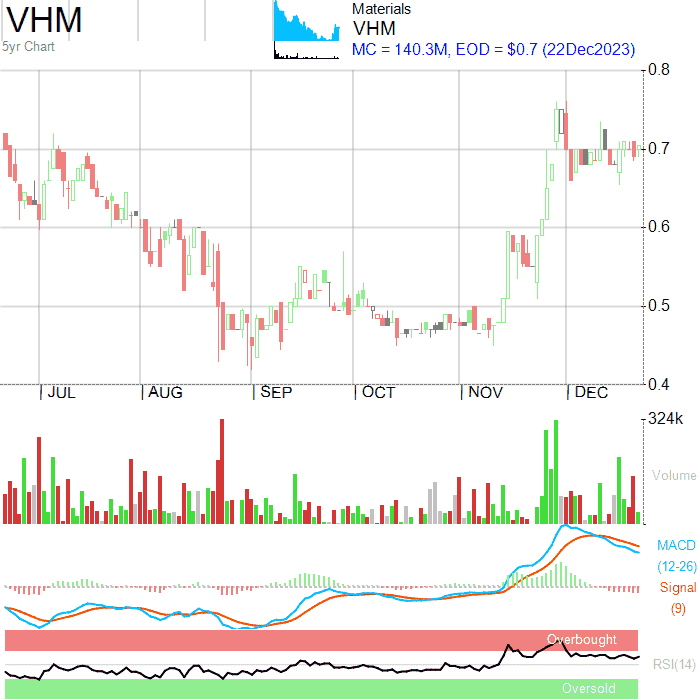 VHM
5yr Chart
Materials
VHM
MC = 140.3M, EOD = $0.7 (22Dec2023)
0.8
0.7
0.6
0.5
0.4
JUL AUG SEP OCT NOV DEC
324k
Volume
MACD
(12-26)
Signal
(9)
Overbought
RSI(14)
Oversold